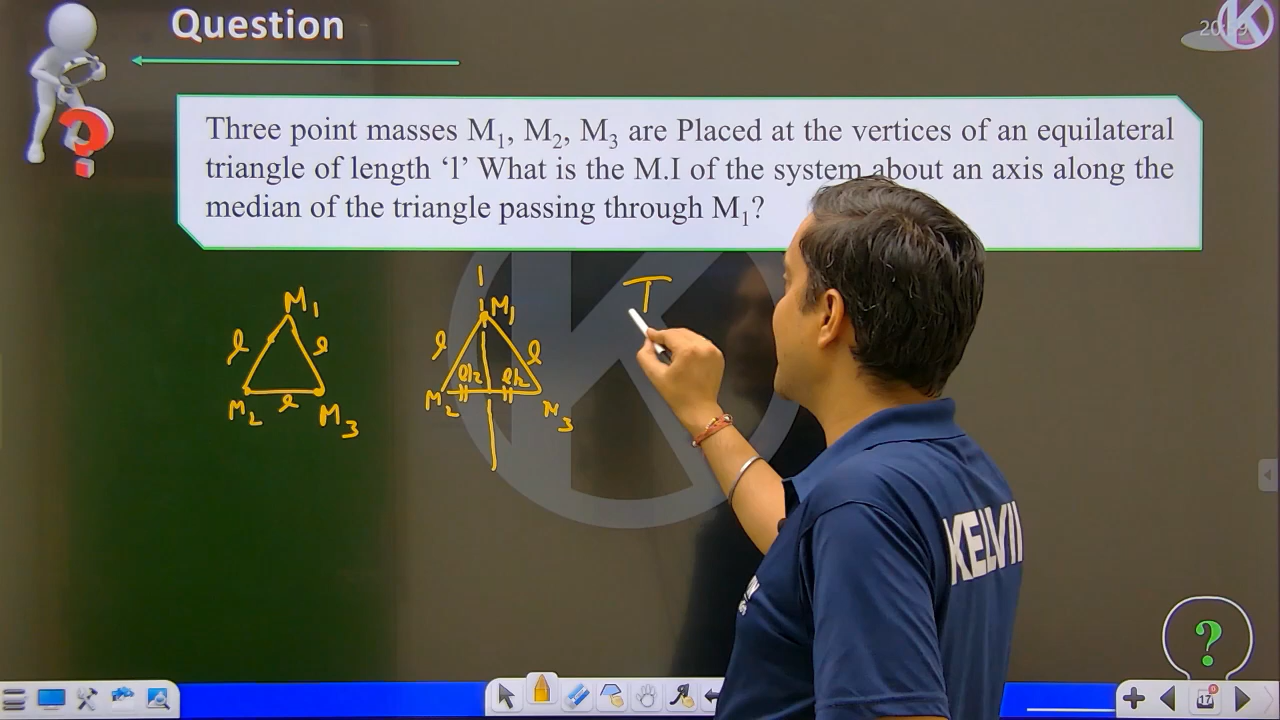 Question
Three point masses M₁, M₂, M₃ are Placed at the vertices of an equilateral
triangle of length ‘l’ What is the M.I of the system about an axis along the
median of the triangle passing through M₁?
M₁
l l
M₂ l M₃
M₁
l l
l/2 l/2
M₂ M₃
K
17
?